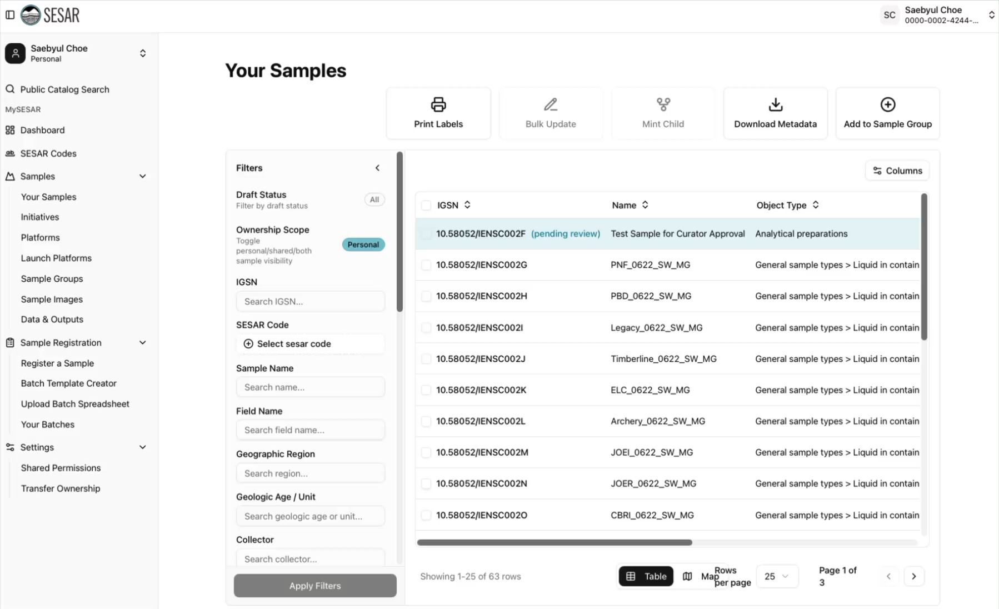 SESAR
SC
Saebyul Choe
0000-0002-4244-...
Saebyul Choe
Personal
Public Catalog Search
MySESAR
Dashboard
SESAR Codes
Samples
Your Samples
Initiatives
Platforms
Launch Platforms
Sample Groups
Sample Images
Data & Outputs
Sample Registration
Register a Sample
Batch Template Creator
Upload Batch Spreadsheet
Your Batches
Settings
Shared Permissions
Transfer Ownership
Your Samples
Print Labels
Bulk Update
Mint Child
Download Metadata
Add to Sample Group
Filters
Draft Status
Filter by draft status
All
Ownership Scope
Toggle
personal/shared/both
sample visibility
Personal
IGSN
Search IGSN...
SESAR Code
Select sesar code
Sample Name
Search name...
Field Name
Search field name...
Geographic Region
Search region...
Geologic Age / Unit
Search geologic age or unit...
Collector
Search collector...
Apply Filters
Columns
IGSN Name Object Type
10.58052/IENSC002F (pending review) Test Sample for Curator Approval Analytical preparations
10.58052/IENSC002G PNF_0622_SW_MG General sample types > Liquid in contain
10.58052/IENSC002H PBD_0622_SW_MG General sample types > Liquid in contain
10.58052/IENSC002I Legacy_0622_SW_MG General sample types > Liquid in contain
10.58052/IENSC002J Timberline_0622_SW_MG General sample types > Liquid in contain
10.58052/IENSC002K ELC_0622_SW_MG General sample types > Liquid in contain
10.58052/IENSC002L Archery_0622_SW_MG General sample types > Liquid in contain
10.58052/IENSC002M JOEI_0622_SW_MG General sample types > Liquid in contain
10.58052/IENSC002N JOER_0622_SW_MG General sample types > Liquid in contain
10.58052/IENSC002O CBRI_0622_SW_MG General sample types > Liquid in contain
Showing 1-25 of 63 rows
Table
Map
Rows
per page
25
Page 1 of
3